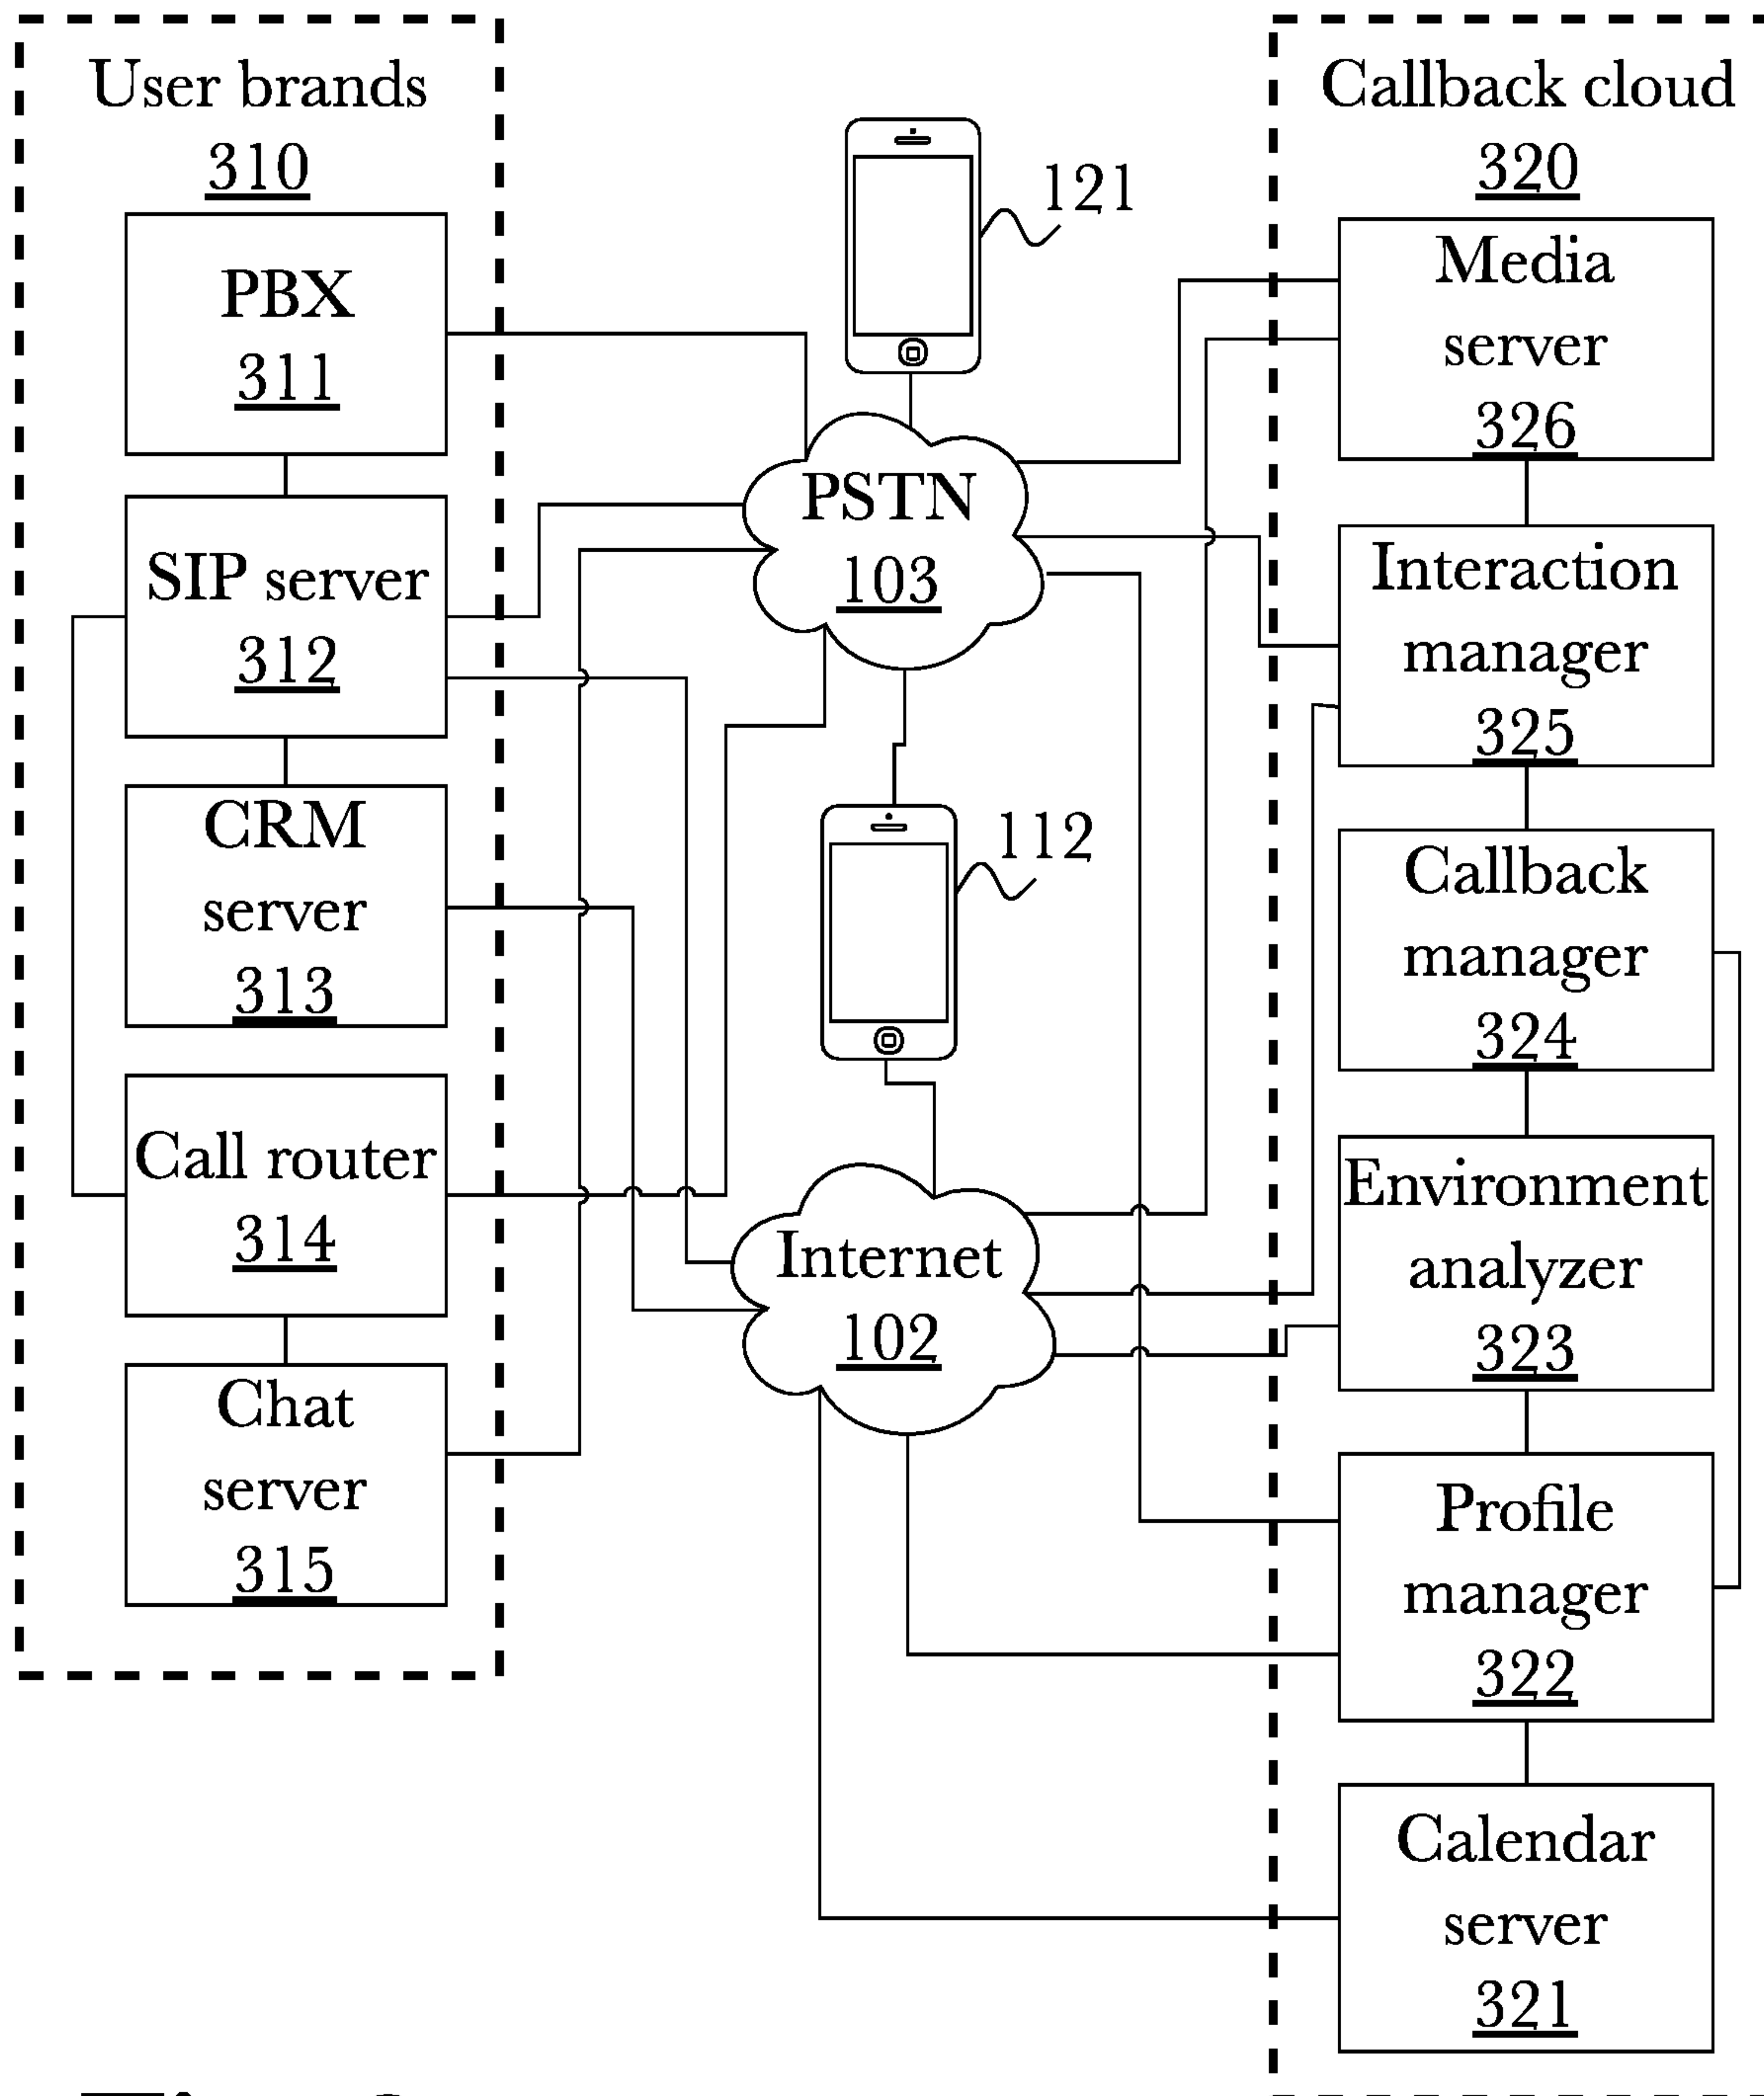 User brands
310
PBX
311
SIP server
312
CRM
server
313
Call router
314
Chat
server
315
121
PSTN
103
112
Internet
102
Callback cloud
320
Media
server
326
Interaction
manager
325
Callback
manager
324
Environment
analyzer
323
Profile
manager
322
Calendar
server
321